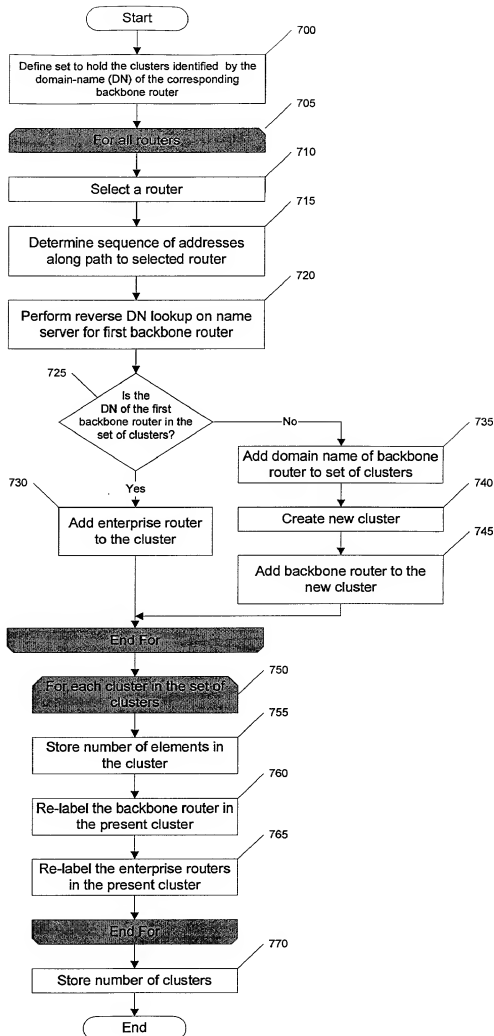 Start
700
Define set to hold the clusters identified by the
domain-name (DN) of the corresponding
backbone router
705
For all routers
710
Select a router
715
Determine sequence of addresses
along path to selected router
720
Perform reverse DN lookup on name
server for first backbone router
725
Is the
DN of the first
backbone router in the
set of clusters?
No
735
Add domain name of backbone
router to set of clusters
730
Yes
740
Add enterprise router
to the cluster
Create new cluster
745
Add backbone router to the
new cluster
End For
750
For each cluster in the set of
clusters
755
Store number of elements in
the cluster
760
Re-label the backbone router in
the present cluster
765
Re-label the enterprise routers
in the present cluster
End For
770
Store number of clusters
End